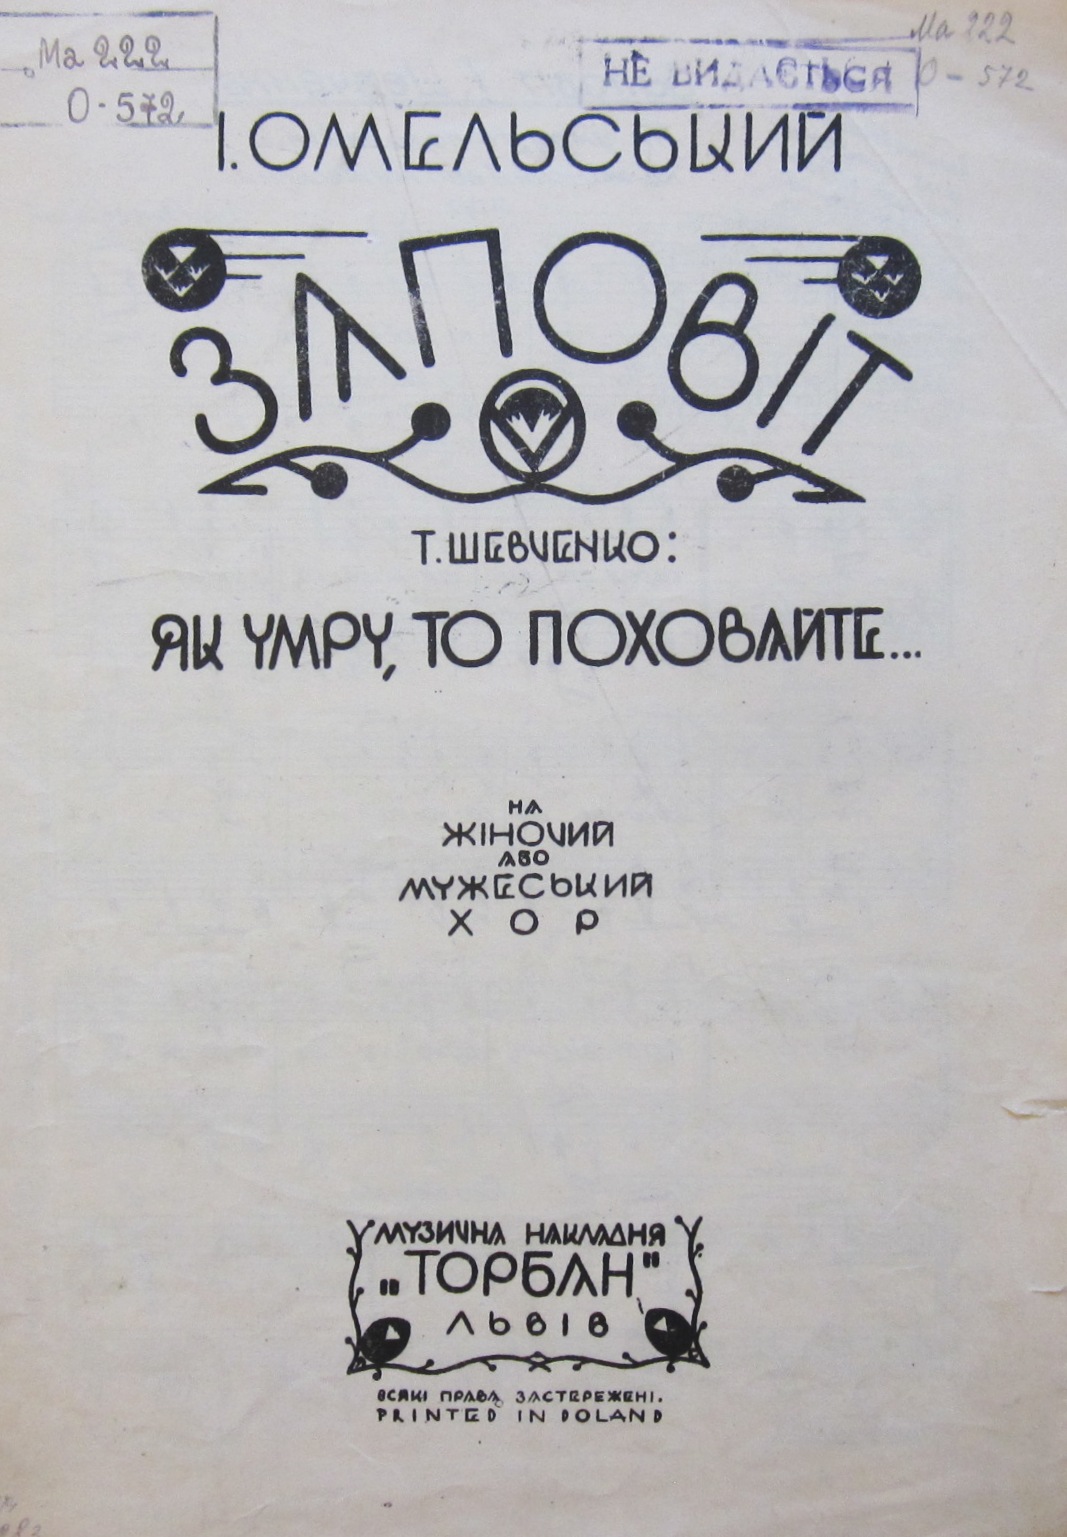 Ма 222
О-572
Ма 222
О-572
НЕ ВИДАЄТЬСЯ
І. ОМЕЛЬСЬКИЙ
ЗАПОВІТ
Т. ШЕВЧЕНКО:
ЯК УМРУ, ТО ПОХОВАЙТЕ...
НА
ЖІНОЧИЙ
АБО
МУЖЕСЬКИЙ
ХОР
МУЗИЧНА НАКЛАДНЯ
„ТОРБАН"
ЛЬВІВ
ВСЯКІ ПРАВА ЗАСТЕРЕЖЕНІ.
PRINTED IN POLAND